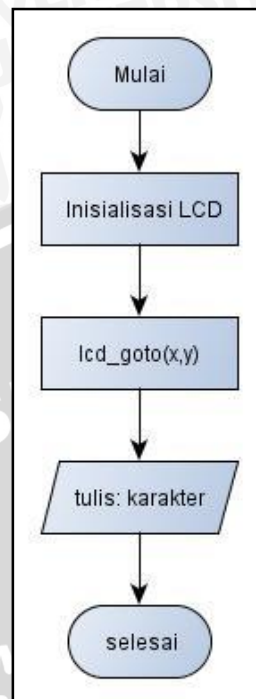 Mulai
Inisialisasi LCD
lcd_goto(x,y)
tulis: karakter
selesai